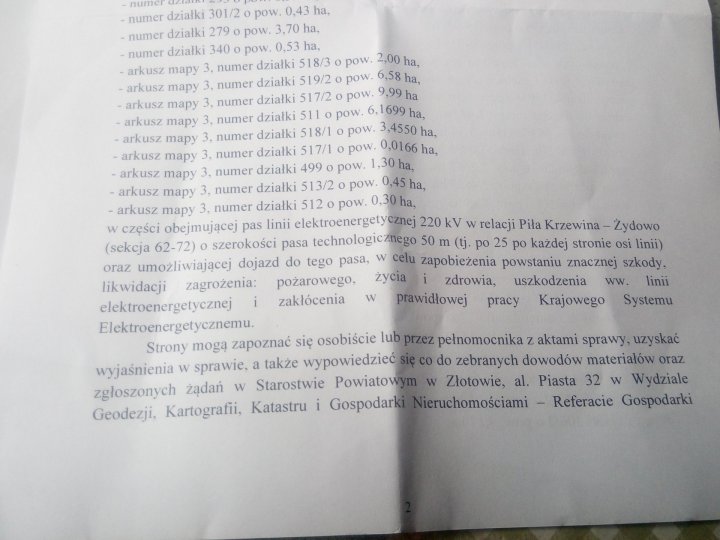 - numer działki
- numer działki 301/2 o pow. 0,43 ha,
- numer działki 279 o pow. 3,70 ha,
- numer działki 340 o pow. 0,53 ha,
- arkusz mapy 3, numer działki 518/3 o pow. 2,00 ha,
- arkusz mapy 3, numer działki 519/2 o pow. 6,58 ha,
- arkusz mapy 3, numer działki 517/2 o pow. 9,99 ha
- arkusz mapy 3, numer działki 511 o pow. 6,1699 ha,
- arkusz mapy 3, numer działki 518/1 o pow. 3,4550 ha,
- arkusz mapy 3, numer działki 517/1 o pow. 0,0166 ha,
- arkusz mapy 3, numer działki 499 o pow. 1,30 ha,
- arkusz mapy 3, numer działki 513/2 o pow. 0,45 ha,
- arkusz mapy 3, numer działki 512 o pow. 0,30 ha,
w części obejmującej pas linii elektroenergetycznej 220 kV w relacji Piła Krzewina – Żydowo
(sekcja 62-72) o szerokości pasa technologicznego 50 m (tj. po 25 po każdej stronie osi linii)
oraz umożliwiającej dojazd do tego pasa, w celu zapobieżenia powstaniu znacznej szkody,
likwidacji zagrożenia: pożarowego, życia i zdrowia, uszkodzenia ww. linii
elektroenergetycznej i zakłócenia w prawidłowej pracy Krajowego Systemu
Elektroenergetycznemu.
Strony mogą zapoznać się osobiście lub przez pełnomocnika z aktami sprawy, uzyskać
wyjaśnienia w sprawie, a także wypowiedzieć się co do zebranych dowodów materiałów oraz
zgłoszonych żądań w Starostwie Powiatowym w Złotowie, al. Piasta 32 w Wydziale
Geodezji, Kartografii, Katastru i Gospodarki Nieruchomościami – Referacie Gospodarki
2